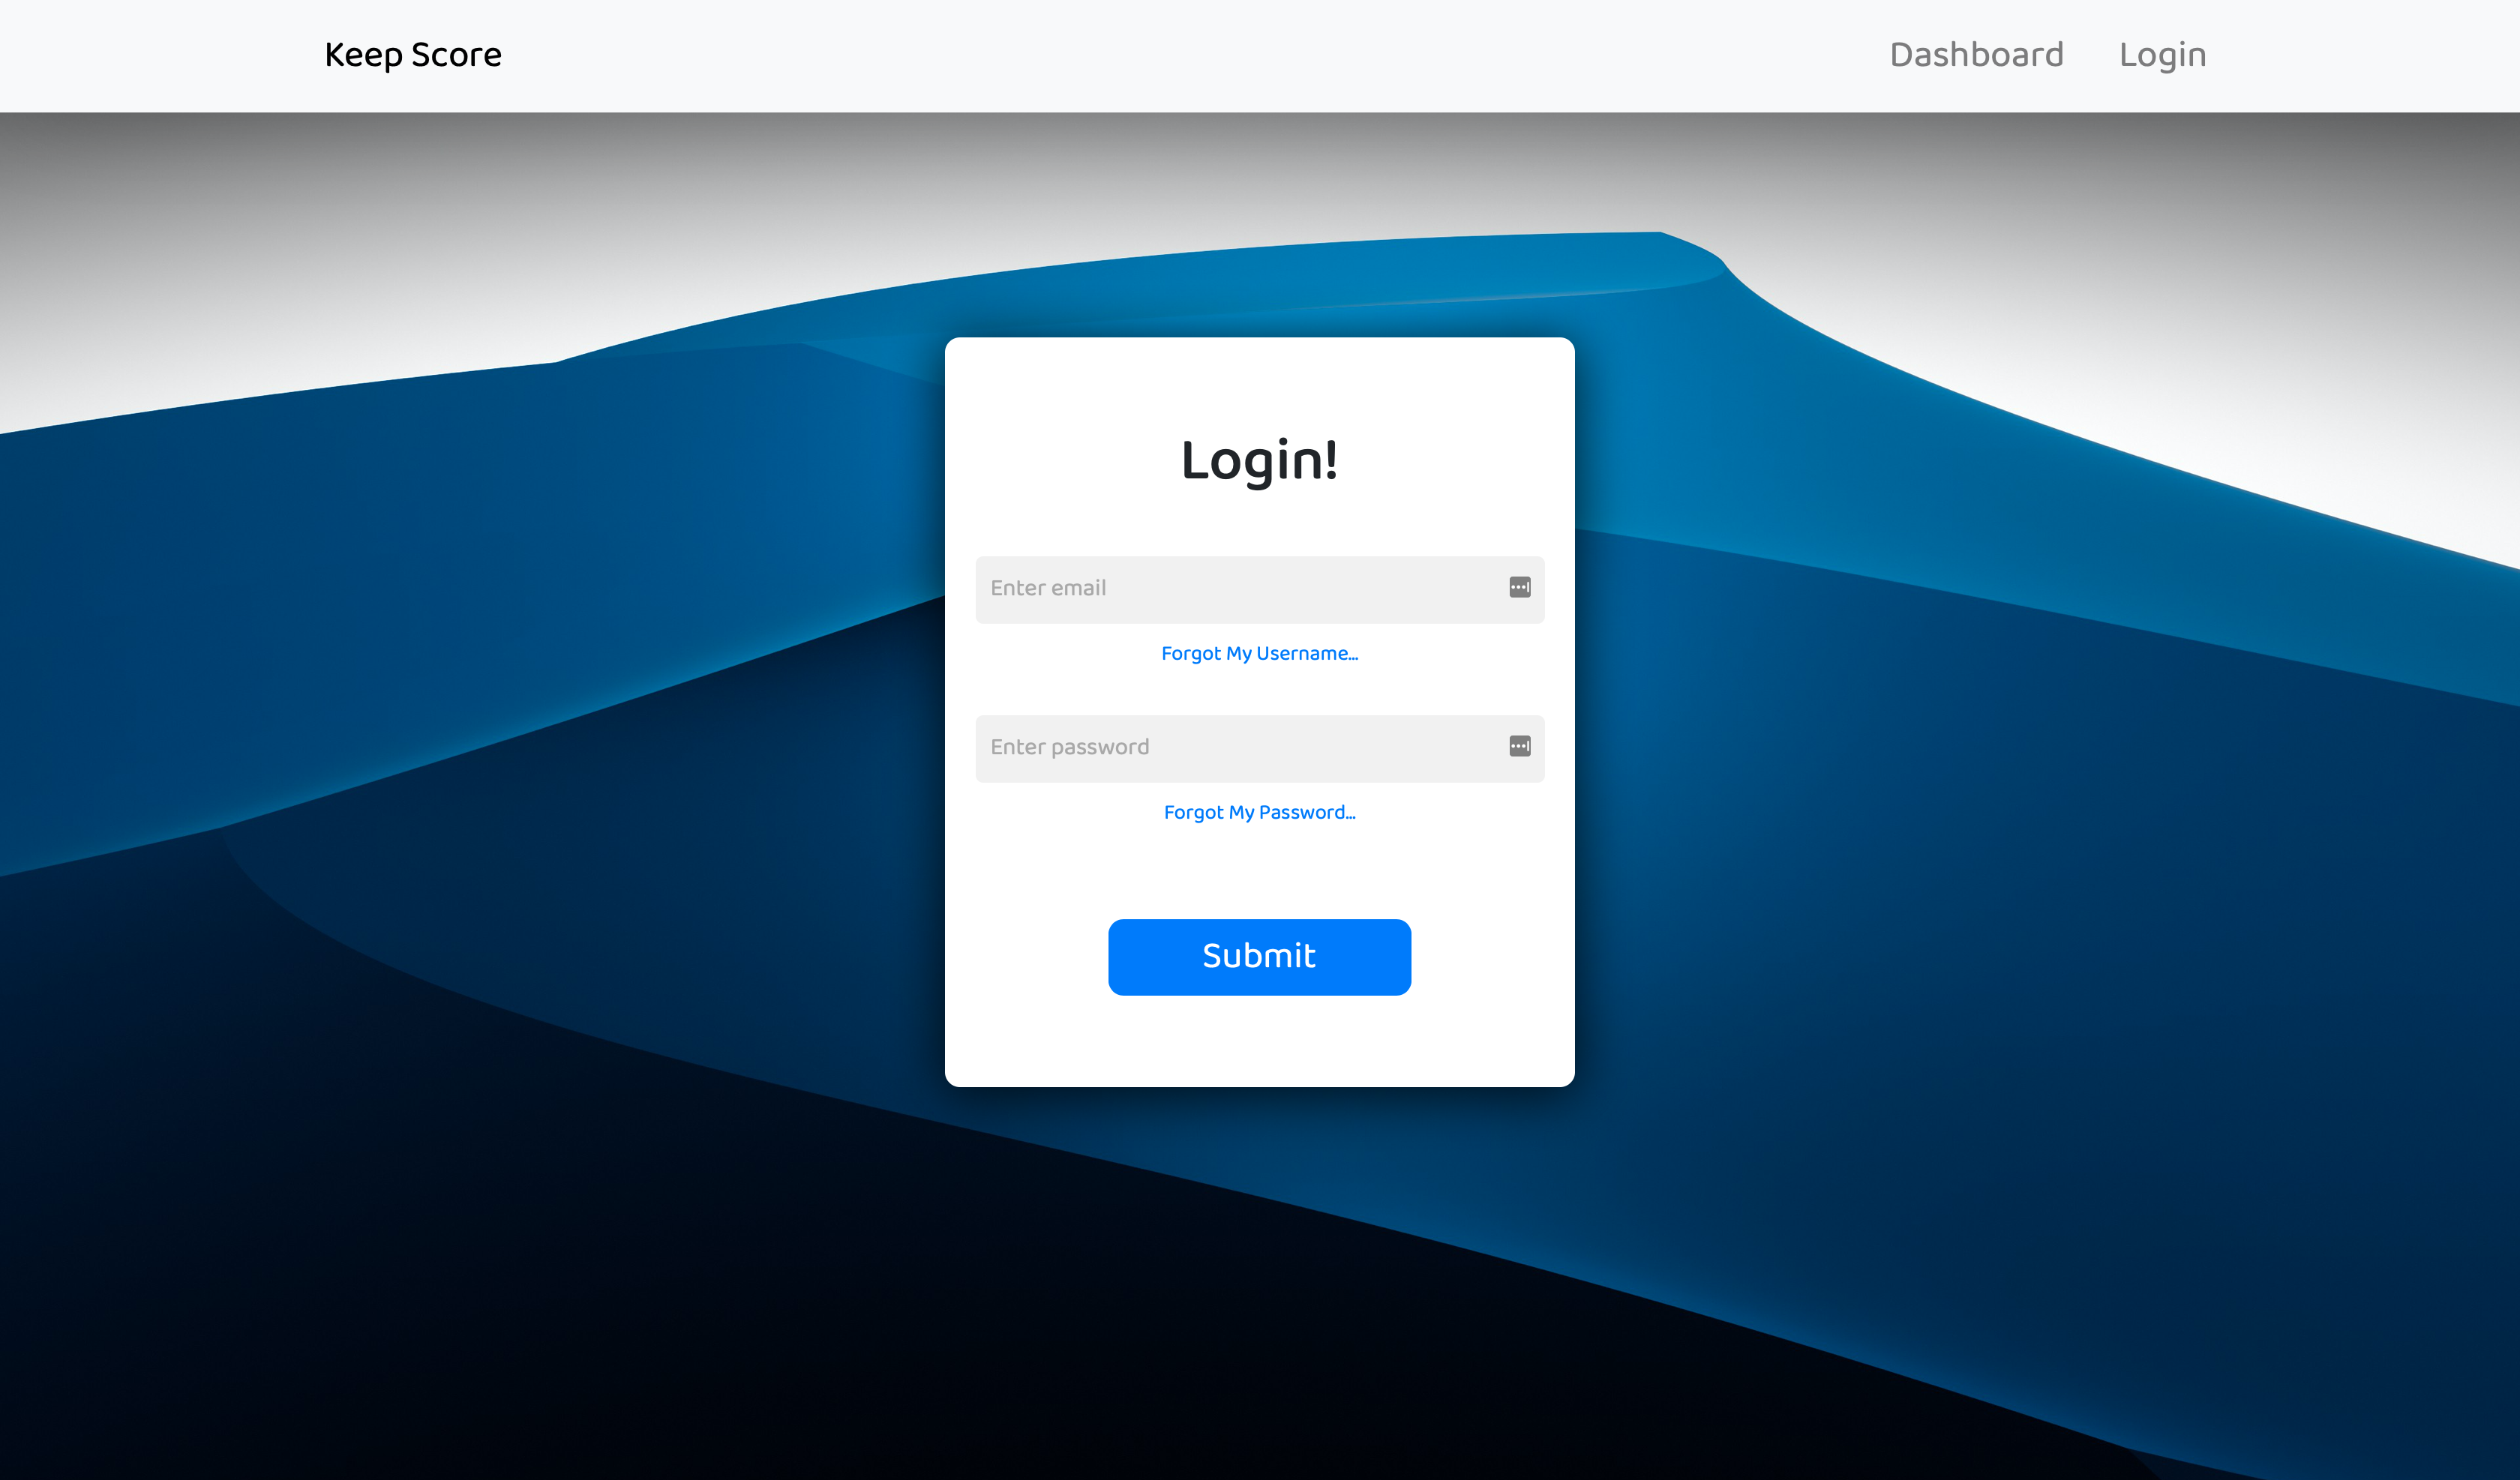 Keep Score
Dashboard Login
Login!
Enter email
Forgot My Username...
Enter password
Forgot My Password...
Submit